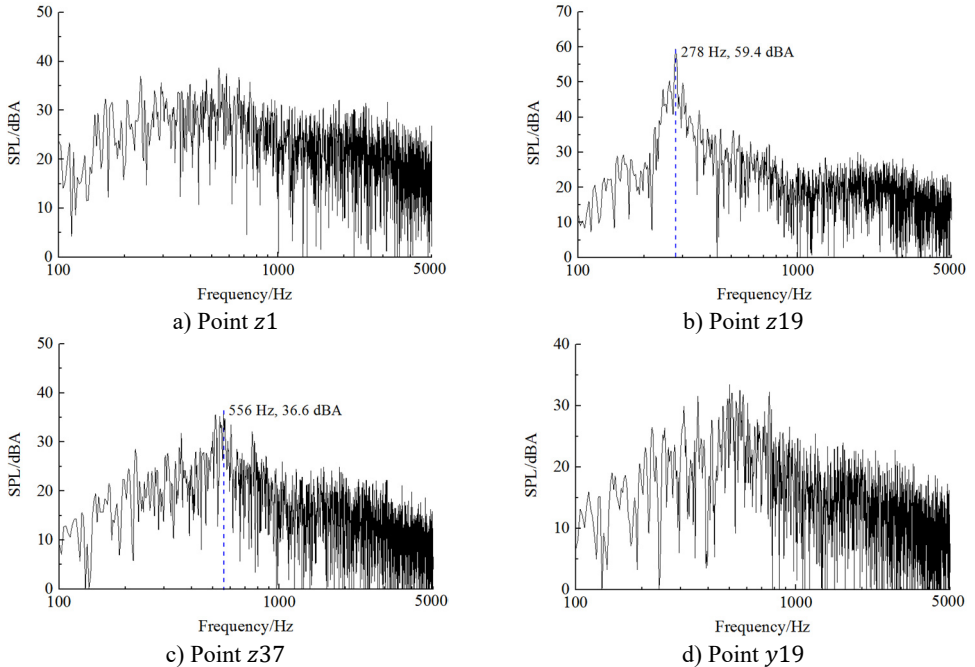 50
40
30
20
10
0
SPL/dBA
100
1000
5000
Frequency/Hz
a) Point z1
70
60
50
40
30
20
10
0
SPL/dBA
278 Hz, 59.4 dBA
100
1000
5000
Frequency/Hz
b) Point z19
50
40
30
20
10
0
SPL/dBA
556 Hz, 36.6 dBA
100
1000
5000
Frequency/Hz
c) Point z37
40
30
20
10
0
SPL/dBA
100
1000
5000
Frequency/Hz
d) Point y19